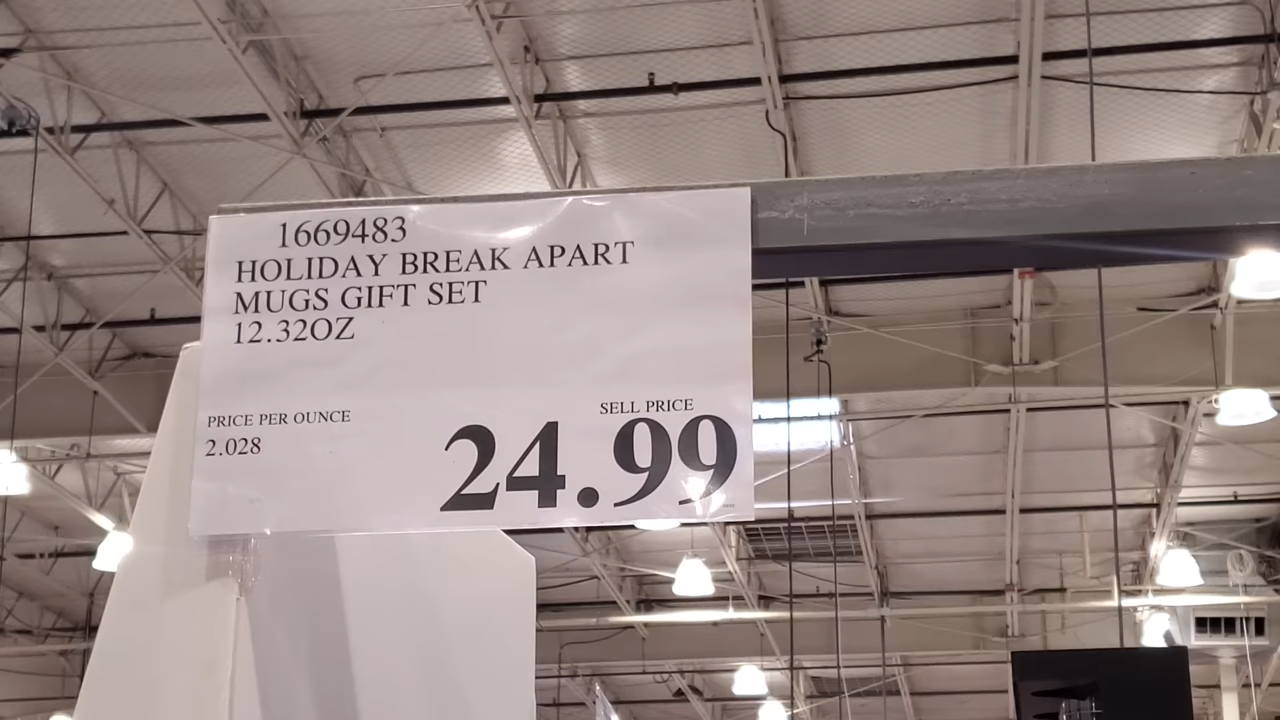 1669483
HOLIDAY BREAK APART
MUGS GIFT SET
12.32OZ
PRICE PER OUNCE
2.028
SELL PRICE
24.99